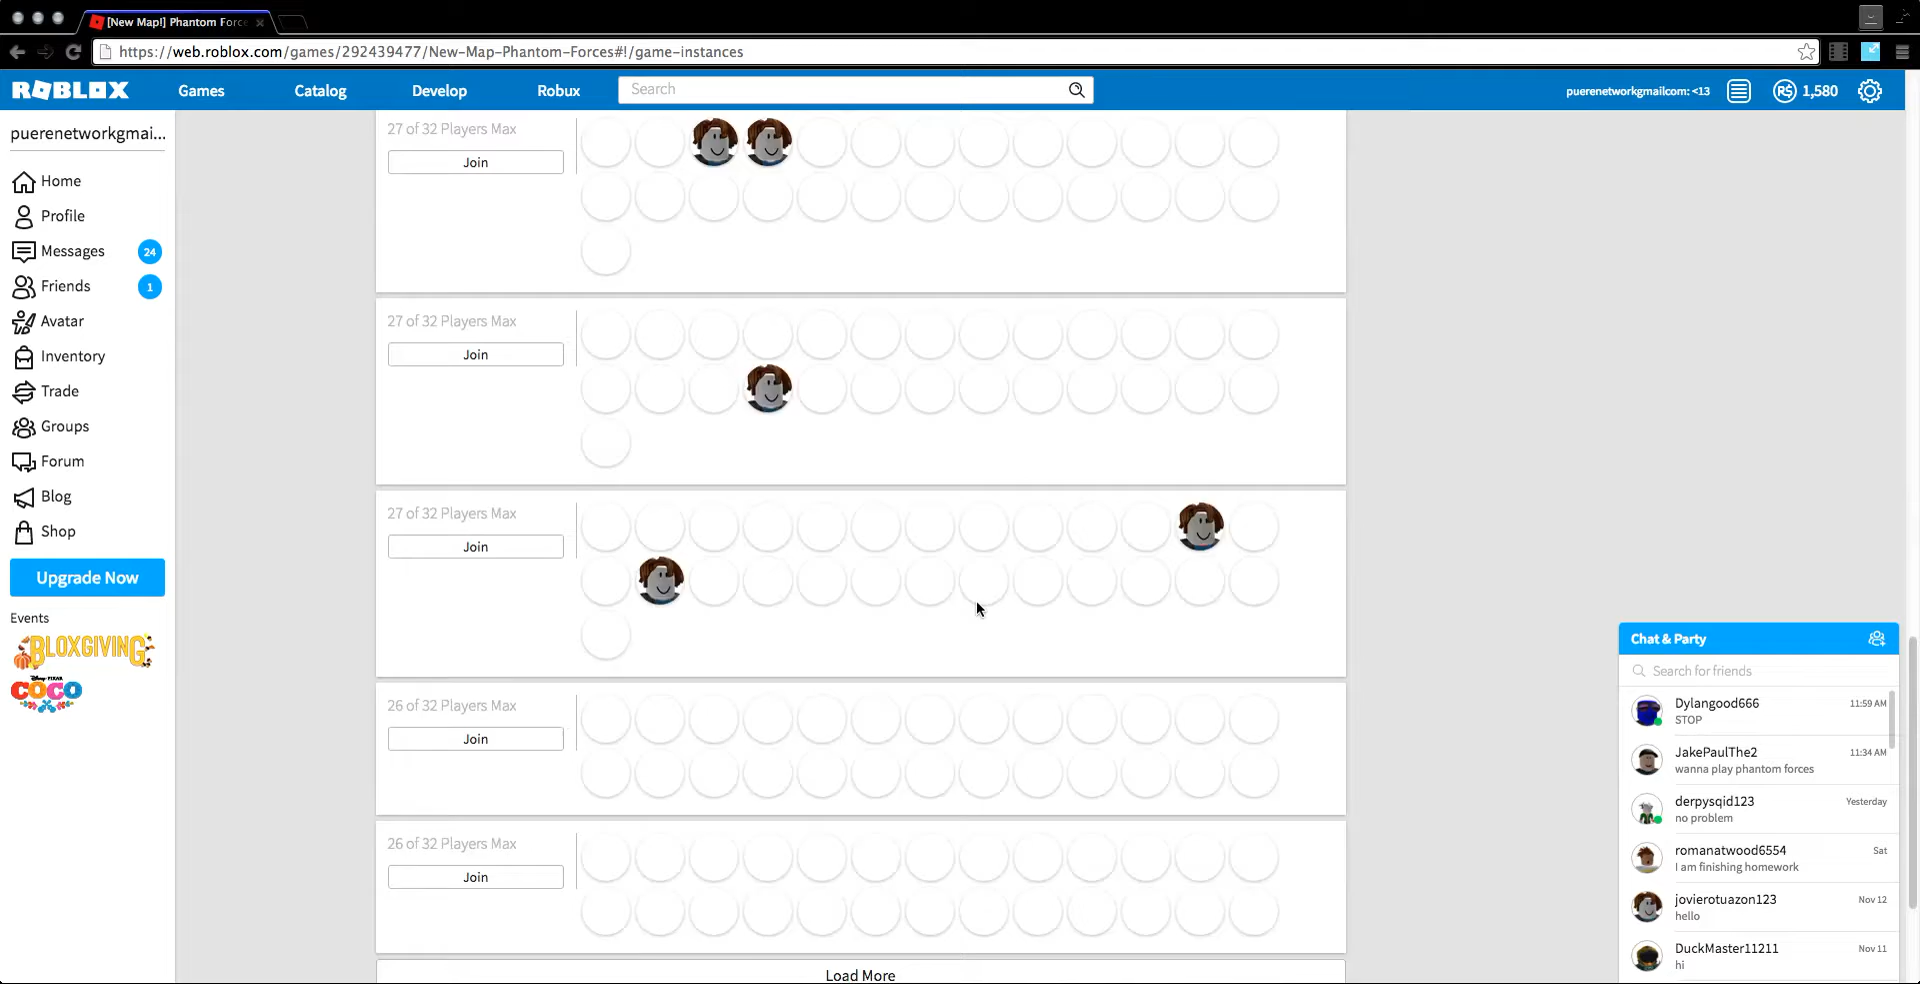 [New Map!] Phantom Forc
https://web.roblox.com/games/292439477/New-Map-Phantom-Forces#!/game-instances
ROBLOX
Games
Catalog
Develop
Robux
Search
puerenetworkgmailcom: <13
R$
1,580
puerenetworkgmai...
Home
Profile
Messages
24
Friends
1
Avatar
Inventory
Trade
Groups
Forum
Blog
Shop
Upgrade Now
Events
BLOXGIVING
Disney PIXAR
COCO
27 of 32 Players Max
Join
27 of 32 Players Max
Join
27 of 32 Players Max
Join
26 of 32 Players Max
Join
26 of 32 Players Max
Join
Load More
Chat & Party
Search for friends
Dylangood666
11:59 AM
STOP
JakePaulThe2
11:34 AM
wanna play phantom forces
derpysqid123
Yesterday
no problem
romanatwood6554
Sat
I am finishing homework
jovierotuazon123
Nov 12
hello
DuckMaster11211
Nov 11
hi